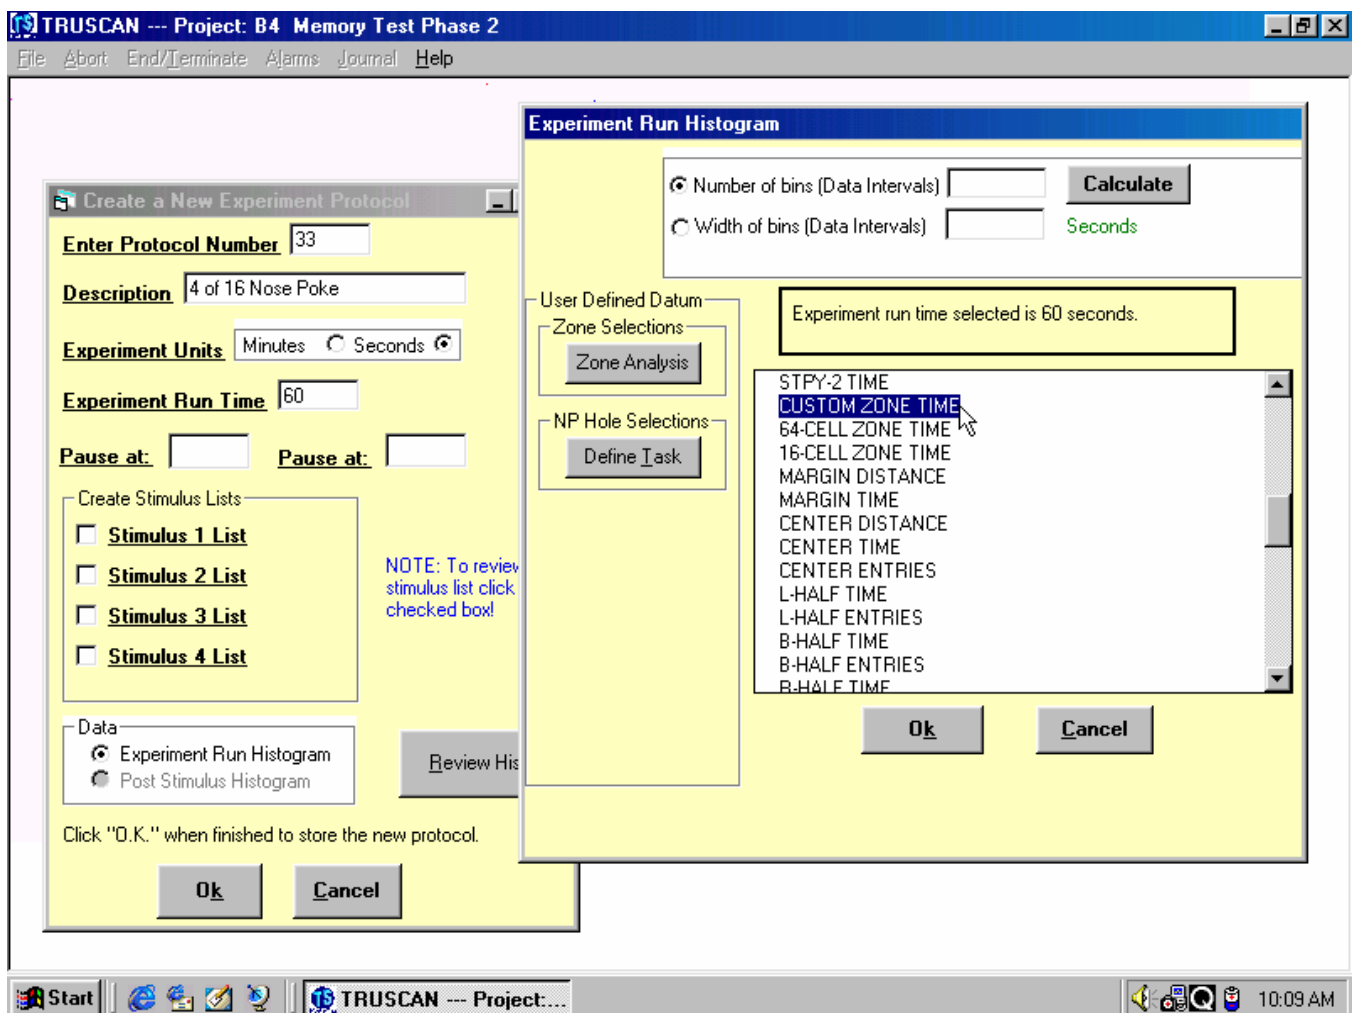 TRUSCAN --- Project: B4 Memory Test Phase 2
File Abort End/Terminate Alarms Journal Help
Create a New Experiment Protocol
Enter Protocol Number 33
Description 4 of 16 Nose Poke
Experiment Units Minutes Seconds
Experiment Run Time 60
Pause at: Pause at:
Create Stimulus Lists
Stimulus 1 List
Stimulus 2 List
Stimulus 3 List
Stimulus 4 List
NOTE: To review
stimulus list click
checked box!
Data
Experiment Run Histogram
Post Stimulus Histogram
Review His
Click "O.K." when finished to store the new protocol.
Ok Cancel
Experiment Run Histogram
Number of bins (Data Intervals) Calculate
Width of bins (Data Intervals) Seconds
User Defined Datum
Zone Selections
Zone Analysis
NP Hole Selections
Define Task
Experiment run time selected is 60 seconds.
STPY-2 TIME
CUSTOM ZONE TIME
64-CELL ZONE TIME
16-CELL ZONE TIME
MARGIN DISTANCE
MARGIN TIME
CENTER DISTANCE
CENTER TIME
CENTER ENTRIES
L-HALF TIME
L-HALF ENTRIES
B-HALF TIME
B-HALF ENTRIES
R-HALF TIME
Ok Cancel
Start TRUSCAN --- Project:... 10:09 AM